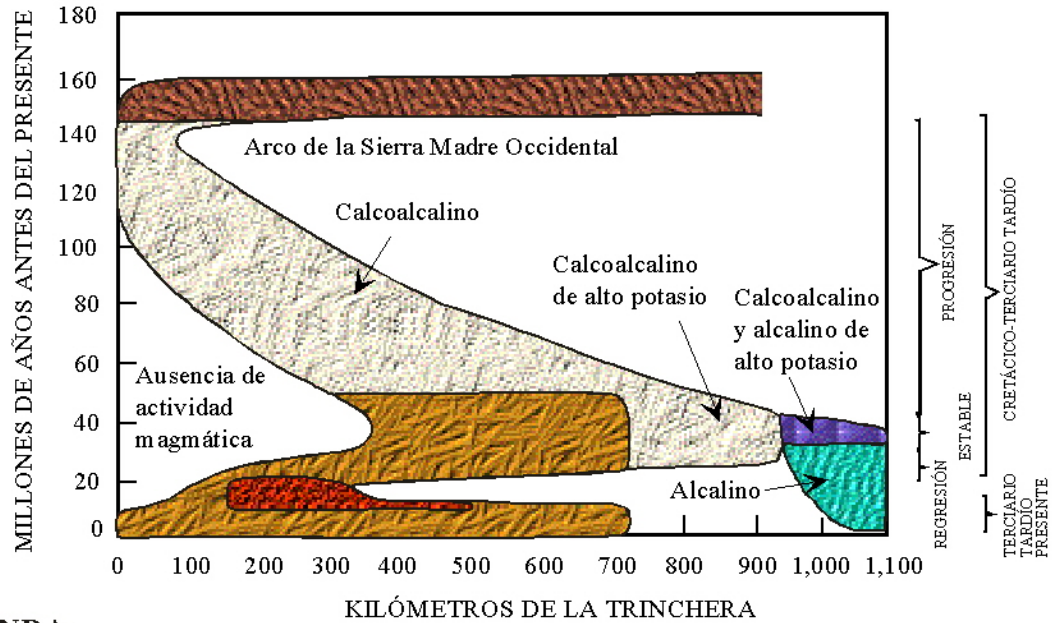 MILLONES DE AÑOS ANTES DEL PRESENTE
180
160
140
120
100
80
60
40
20
0
Arco de la Sierra Madre Occidental
Calcoalcalino
Calcoalcalino
de alto potasio
Calcoalcalino
y alcalino de
alto potasio
Ausencia de
actividad
magmática
Alcalino
0 100 200 300 400 500 600 700 800 900 1,000 1,100
KILÓMETROS DE LA TRINCHERA
PROGRESIÓN
ESTABLE
REGRESIÓN
CRETÁCICO-TERCIARIO TARDÍO
TERCIARIO
TARDÍO
PRESENTE